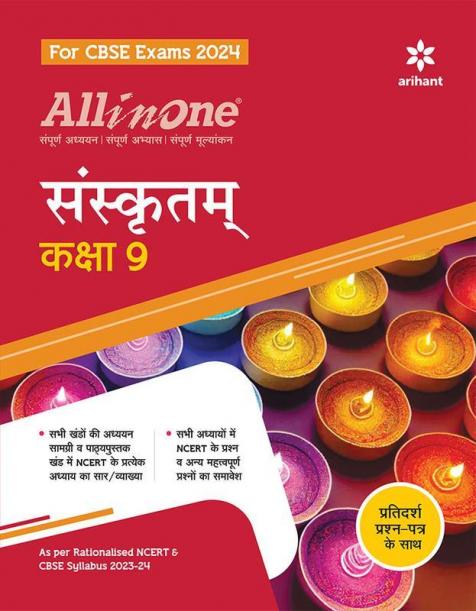 For CBSE Exams 2024
arihant
All in One®
संपूर्ण अध्ययन | संपूर्ण अभ्यास | संपूर्ण मूल्यांकन
संस्कृतम्
कक्षा 9
• सभी खंडों की अध्ययन
सामग्री व पाठ्यपुस्तक
खंड में NCERT के प्रत्येक
अध्याय का सार/व्याख्या
• सभी अध्यायों में
NCERT के प्रश्न
व अन्य महत्वपूर्ण
प्रश्नों का समावेश
प्रतिदर्श
प्रश्न-पत्र
के साथ
As per Rationalised NCERT &
CBSE Syllabus 2023-24